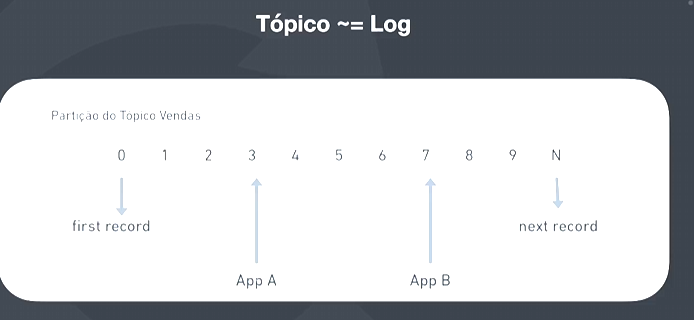 Tópico ~= Log
Partição do Tópico Vendas
0 1 2 3 4 5 6 7 8 9 N
first record
next record
App A
App B